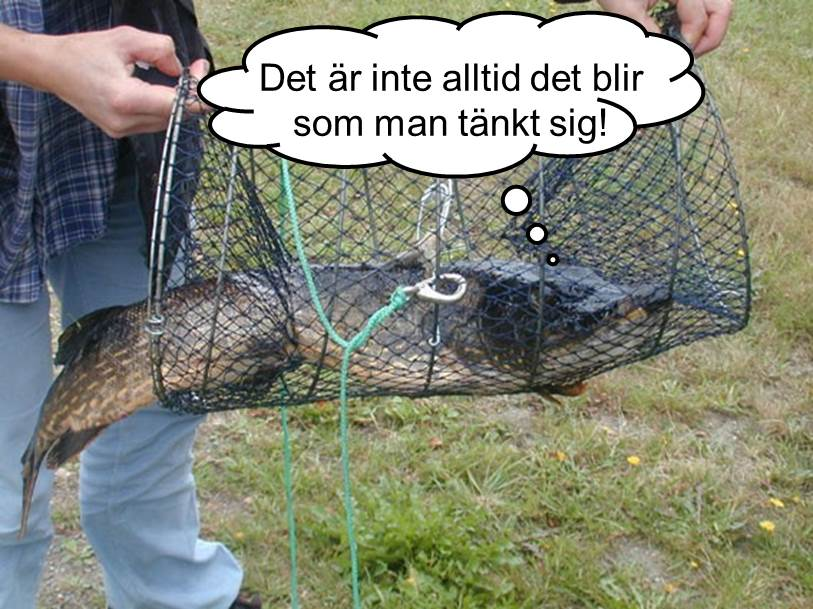 Det är inte alltid det blir
som man tänkt sig!